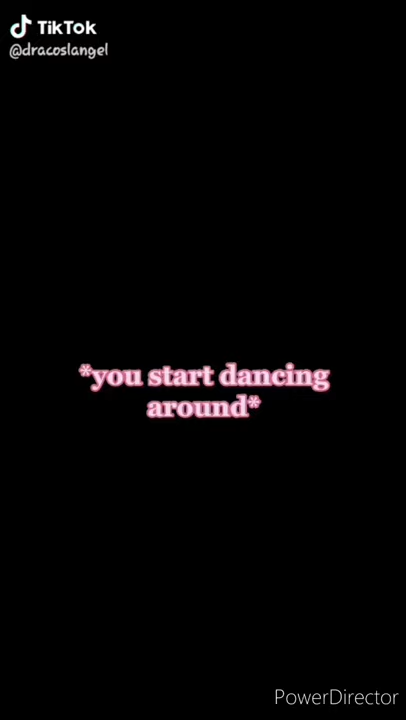 TikTok
@dracoslangel
*you start dancing
around*
PowerDirector